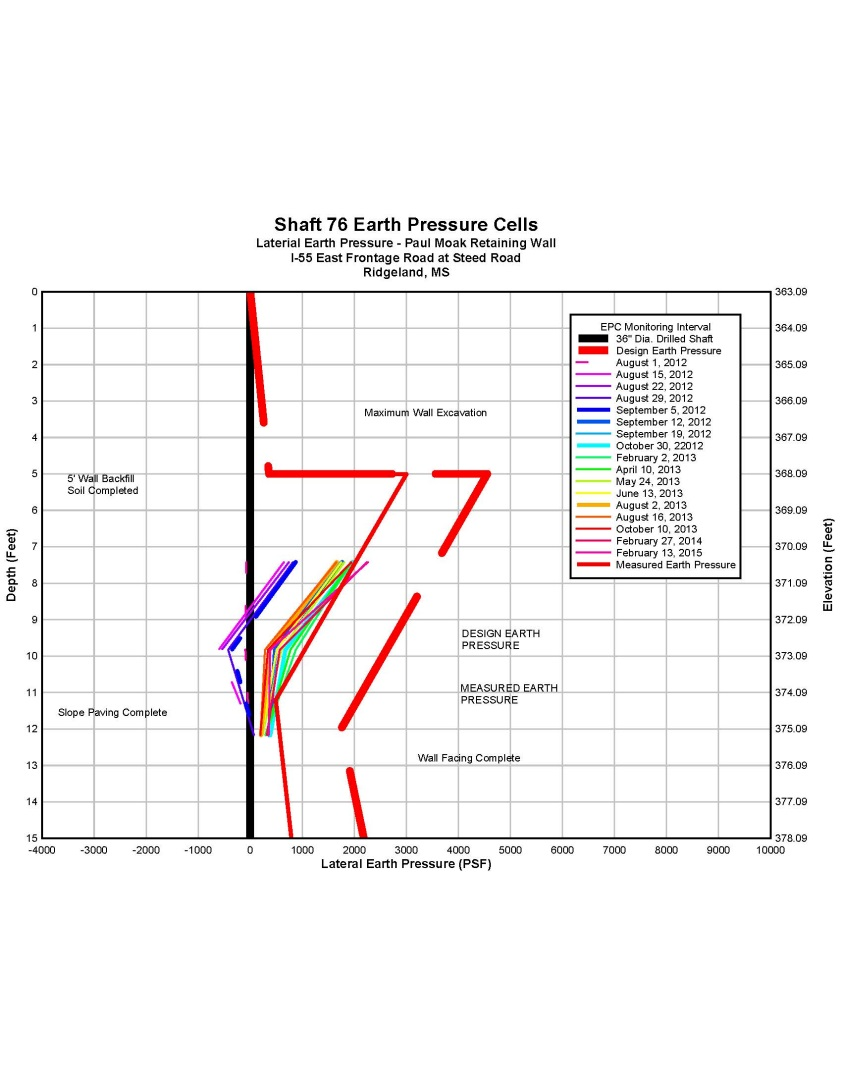 Shaft 76 Earth Pressure Cells
Laterial Earth Pressure - Paul Moak Retaining Wall
I-55 East Frontage Road at Steed Road
Ridgeland, MS
0
1
2
3
4
5
6
7
8
9
10
11
12
13
14
15
Depth (Feet)
363.09
364.09
365.09
366.09
367.09
368.09
369.09
370.09
371.09
372.09
373.09
374.09
375.09
376.09
377.09
378.09
Elevation (Feet)
EPC Monitoring Interval
36" Dia. Drilled Shaft
Design Earth Pressure
August 1, 2012
August 15, 2012
August 22, 2012
August 29, 2012
September 5, 2012
September 12, 2012
September 19, 2012
October 30, 22012
February 2, 2013
April 10, 2013
May 24, 2013
June 13, 2013
August 2, 2013
August 16, 2013
October 10, 2013
February 27, 2014
February 13, 2015
Measured Earth Pressure
Maximum Wall Excavation
5' Wall Backfill
Soil Completed
DESIGN EARTH
PRESSURE
MEASURED EARTH
PRESSURE
Slope Paving Complete
Wall Facing Complete
-4000 -3000 -2000 -1000 0 1000 2000 3000 4000 5000 6000 7000 8000 9000 10000
Lateral Earth Pressure (PSF)